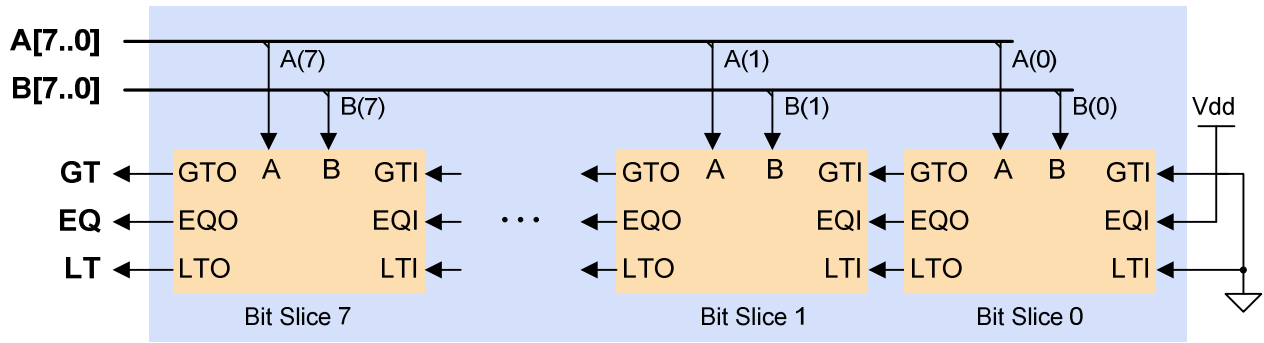 A[7..0]
A(7) A(1) A(0)
B[7..0]
B(7) B(1) B(0) Vdd
GT GTO A B GTI GTO A B GTI GTO A B GTI
EQ EQO EQI ... EQO EQI EQO EQI
LT LTO LTI LTO LTI LTO LTI
Bit Slice 7 Bit Slice 1 Bit Slice 0